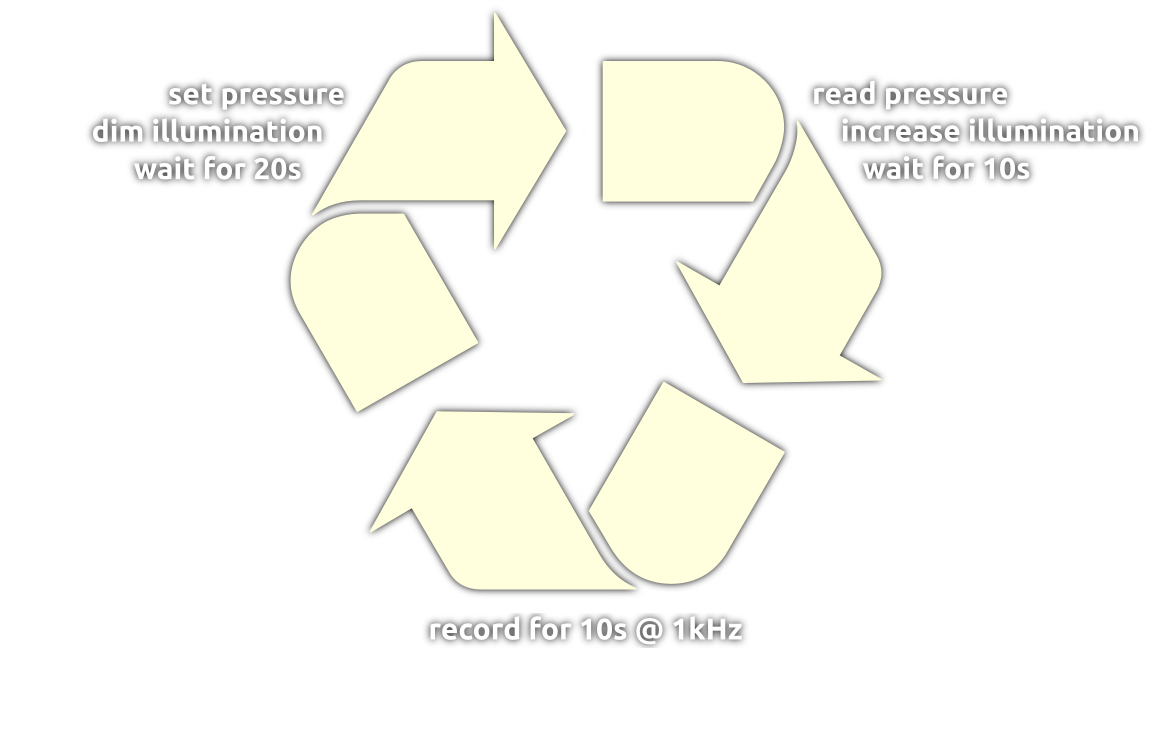 set pressure
dim illumination
wait for 20s
read pressure
increase illumination
wait for 10s
record for 10s @ 1kHz